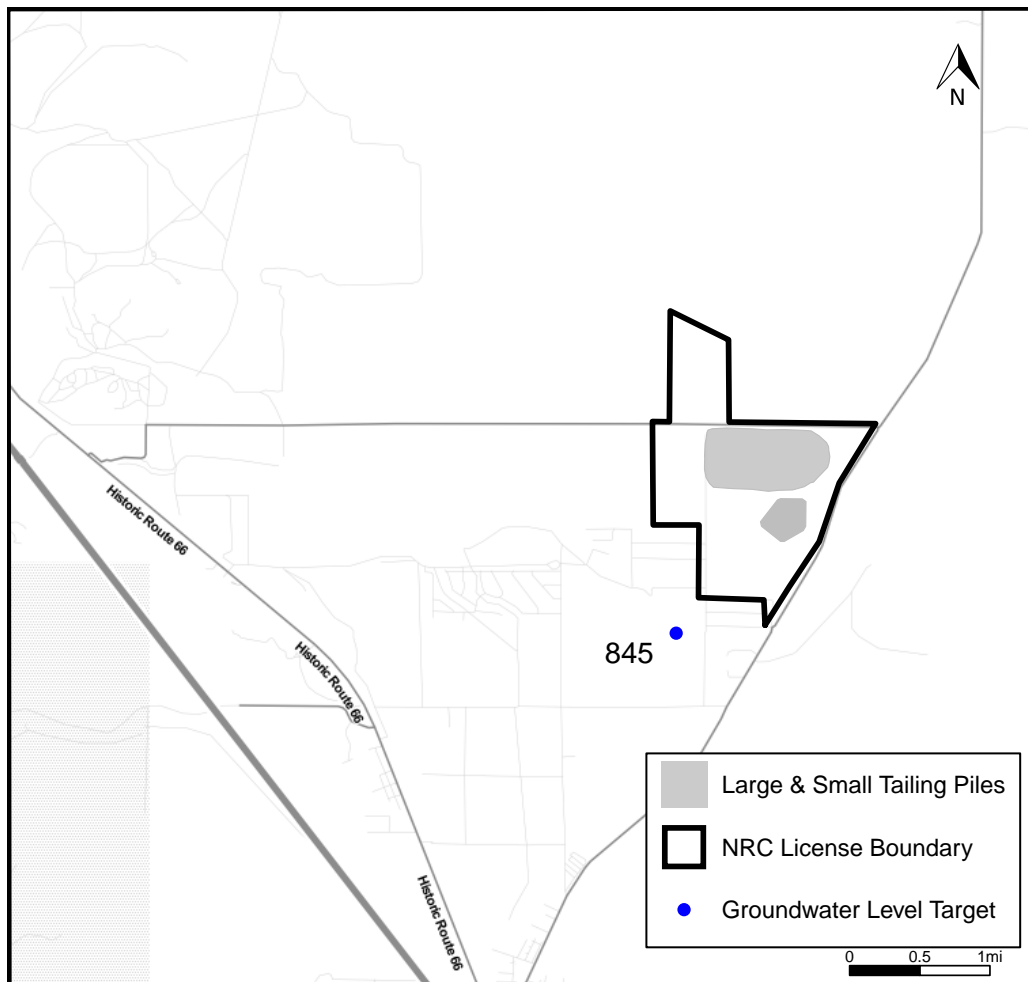 N
Historic Route 66
Historic Route 66
845
Large & Small Tailing Piles
NRC License Boundary
Historic Route 66
Groundwater Level Target
0 0.5 1mi